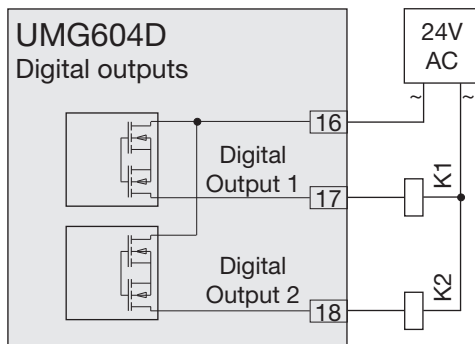 UMG604D
Digital outputs
24V
AC
~ ~
16
Digital
Output 1
17
K1
Digital
Output 2
18
K2